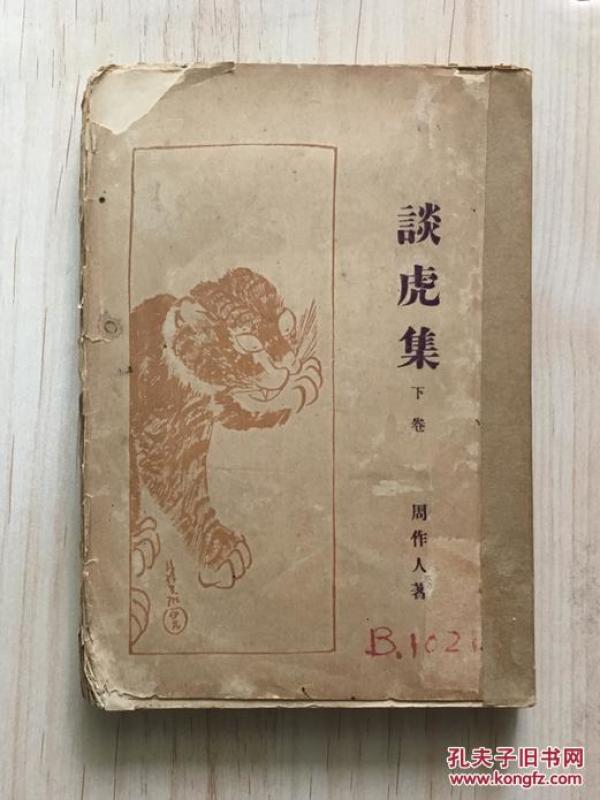 談虎集
下卷
周作人著
B.102
孔夫子旧书网
www.kongfz.com